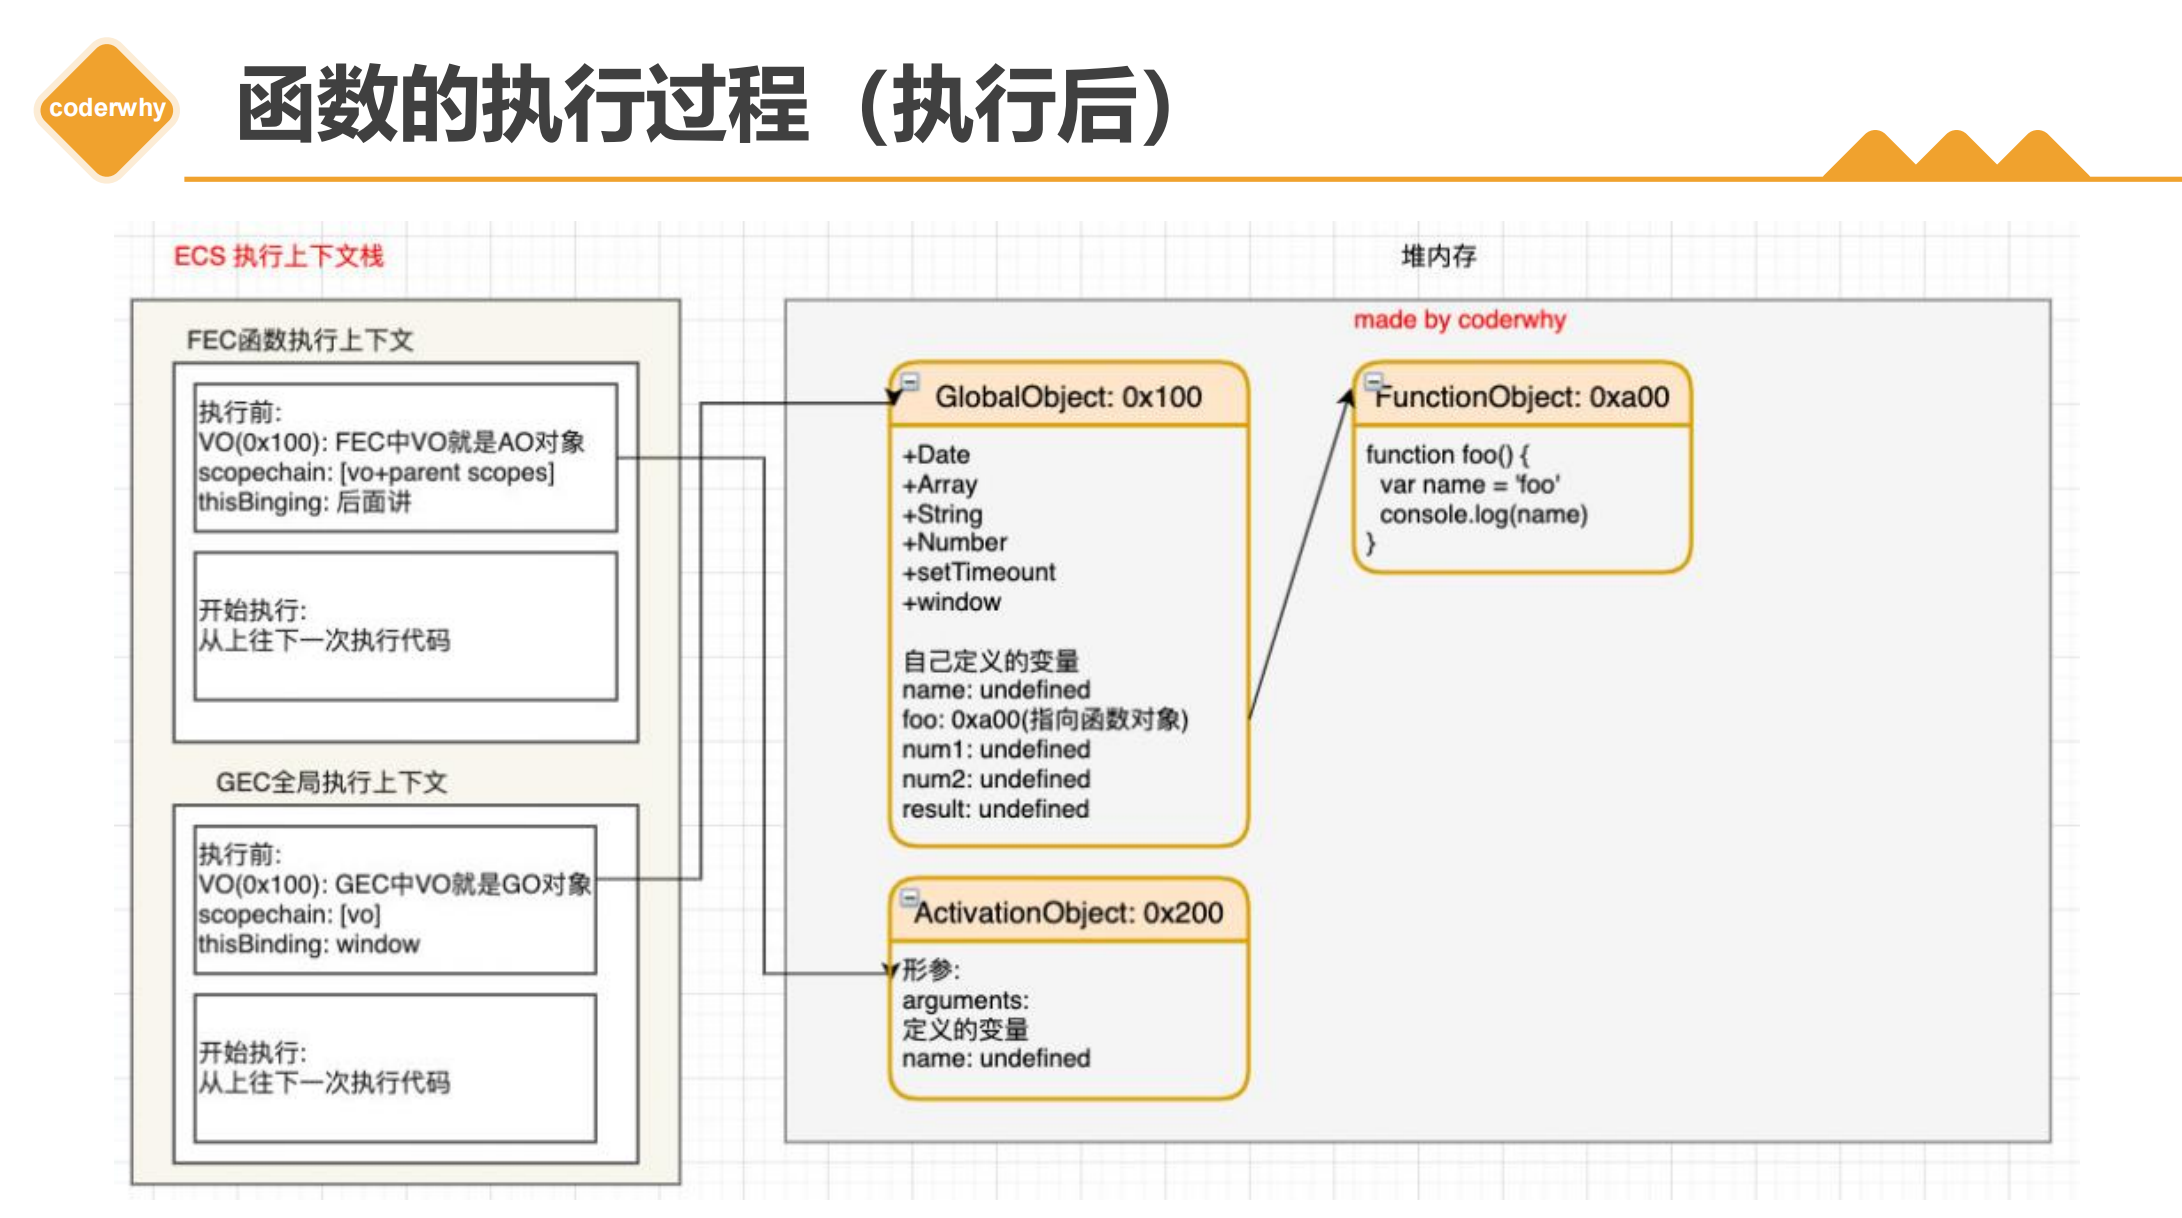 coderwhy
函数的执行过程（执行后）
ECS 执行上下文栈
FEC函数执行上下文
执行前:
VO(0x100): FEC中VO就是AO对象
scopechain: [vo+parent scopes]
thisBinging: 后面讲
开始执行:
从上往下一次执行代码
GEC全局执行上下文
执行前:
VO(0x100): GEC中VO就是GO对象
scopechain: [vo]
thisBinding: window
开始执行:
从上往下一次执行代码
堆内存
made by coderwhy
GlobalObject: 0x100
+Date
+Array
+String
+Number
+setTimeount
+window
自己定义的变量
name: undefined
foo: 0xa00(指向函数对象)
num1: undefined
num2: undefined
result: undefined
FunctionObject: 0xa00
function foo() {
var name = 'foo'
console.log(name)
}
ActivationObject: 0x200
形参:
arguments:
定义的变量
name: undefined